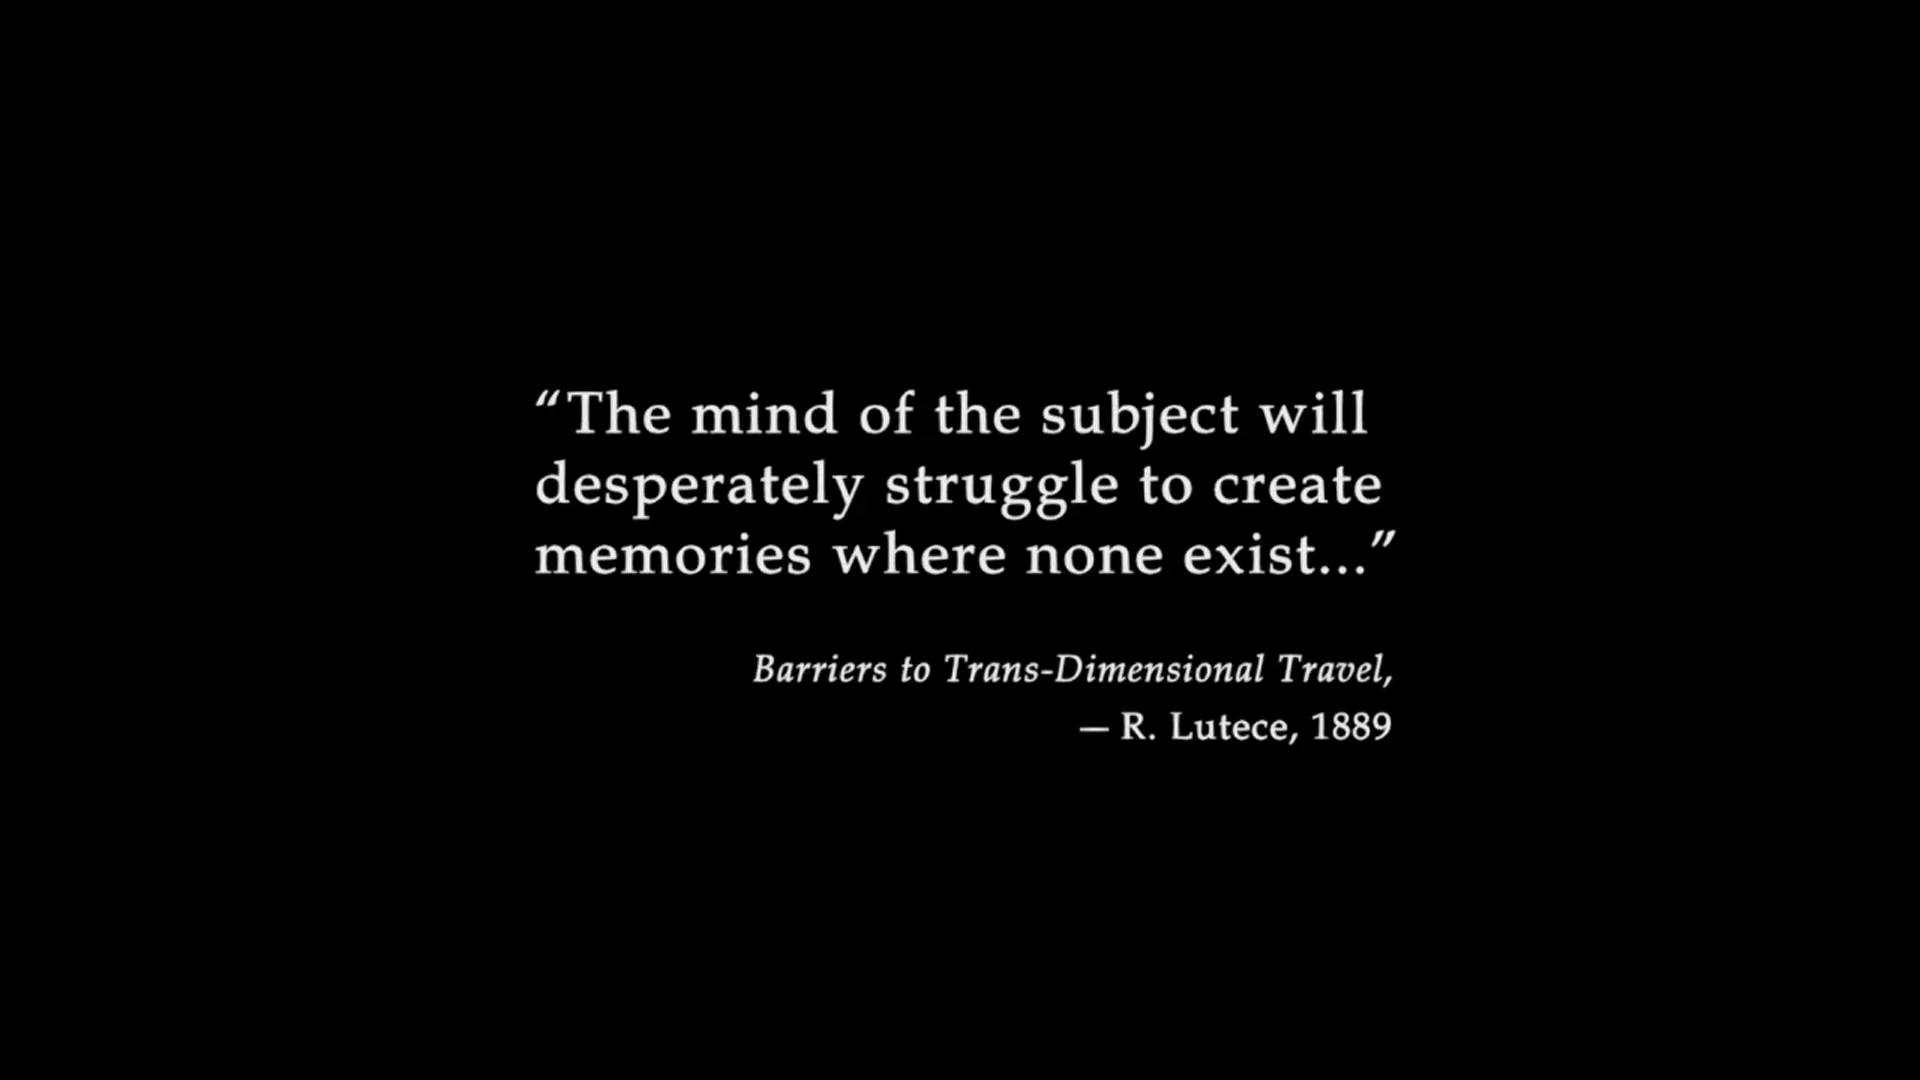 “The mind of the subject will
desperately struggle to create
memories where none exist...”
Barriers to Trans-Dimensional Travel,
— R. Lutece, 1889